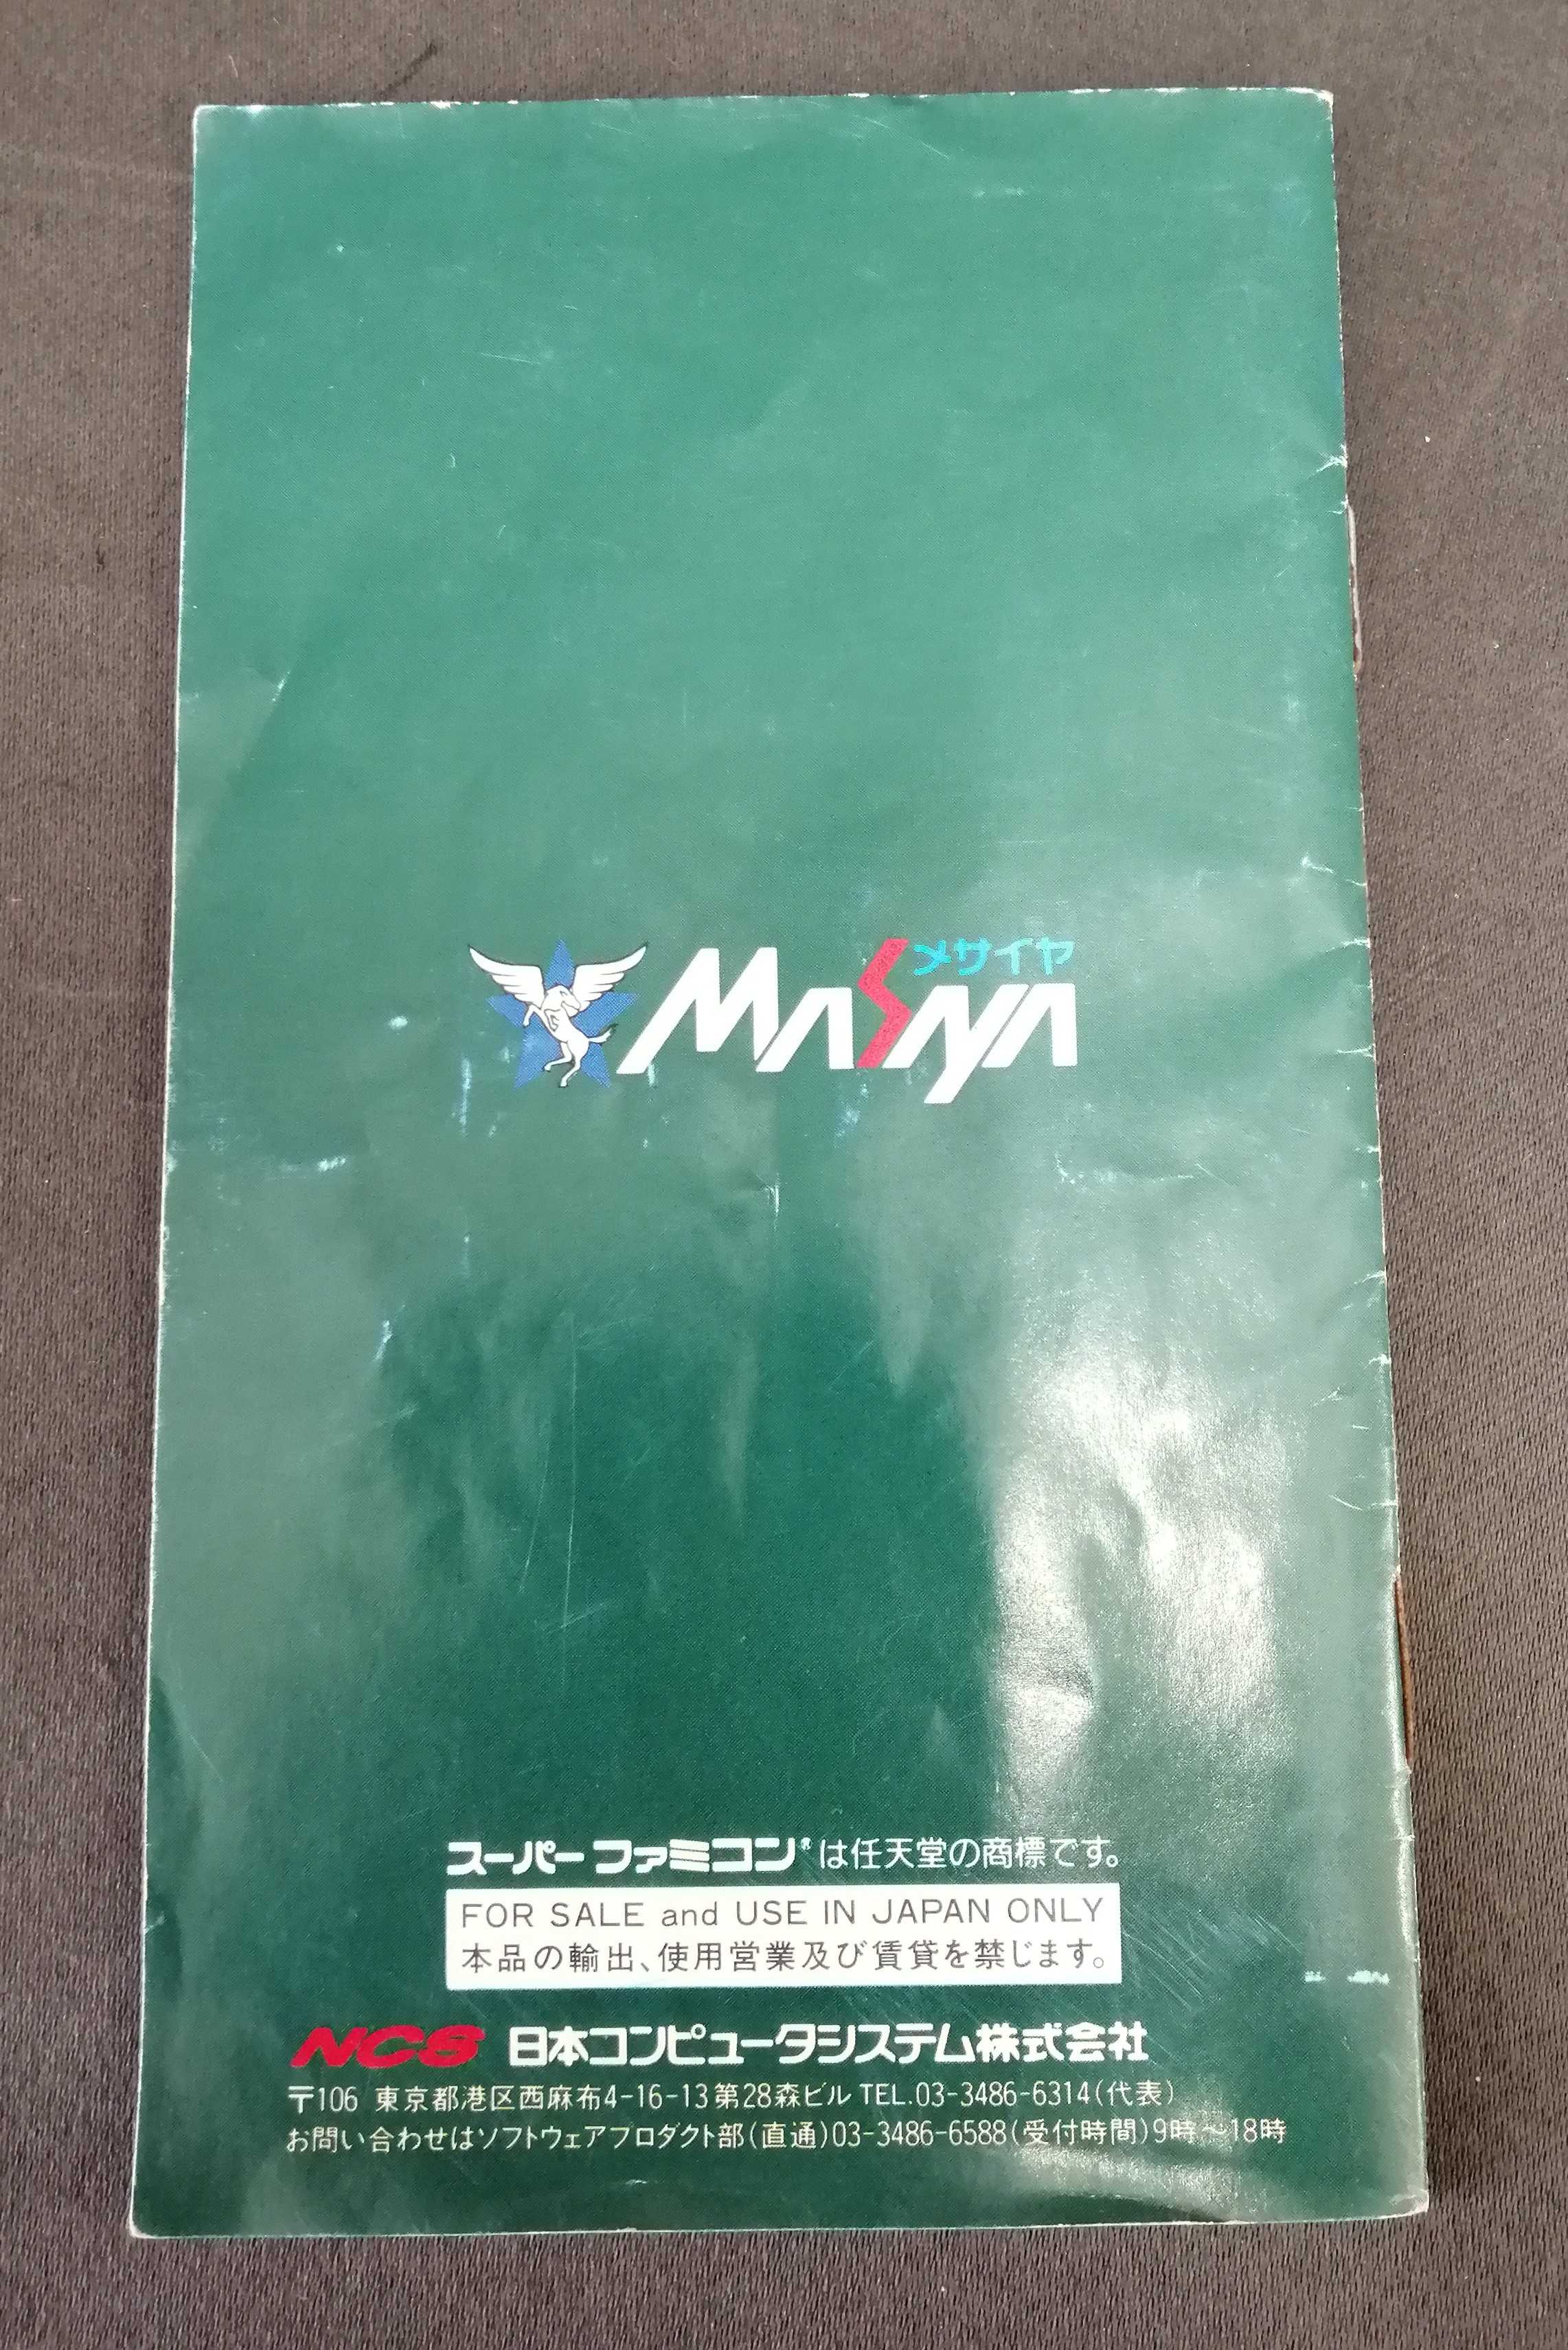 メサイヤ
MASAYA
スーパーファミコン®は任天堂の商標です。
FOR SALE and USE IN JAPAN ONLY
本品の輸出、使用営業及び賃貸を禁じます。
NCS 日本コンピュータシステム株式会社
〒106 東京都港区西麻布4-16-13第28森ビル TEL.03-3486-6314(代表)
お問い合わせはソフトウェアプロダクト部(直通)03-3486-6588(受付時間)9時〜18時